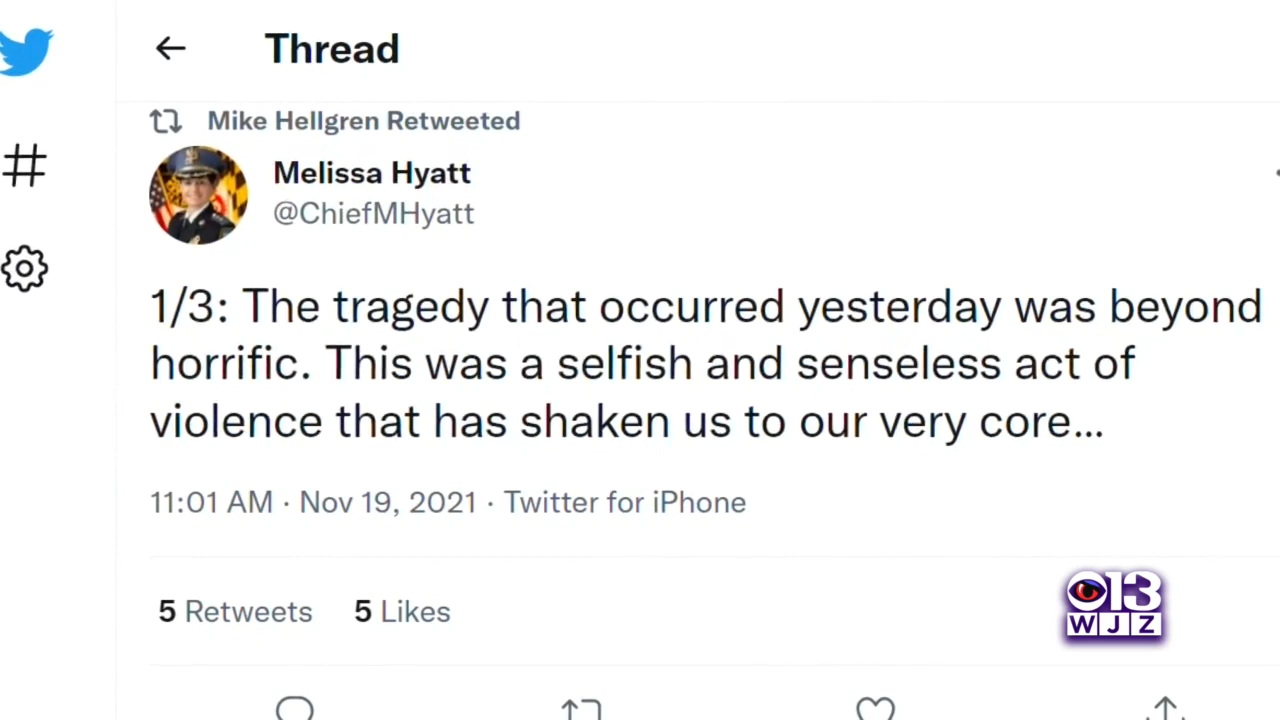 Thread
Mike Hellgren Retweeted
Melissa Hyatt
@ChiefMHyatt
1/3: The tragedy that occurred yesterday was beyond
horrific. This was a selfish and senseless act of
violence that has shaken us to our very core...
11:01 AM · Nov 19, 2021 · Twitter for iPhone
5 Retweets 5 Likes
13
WJZ